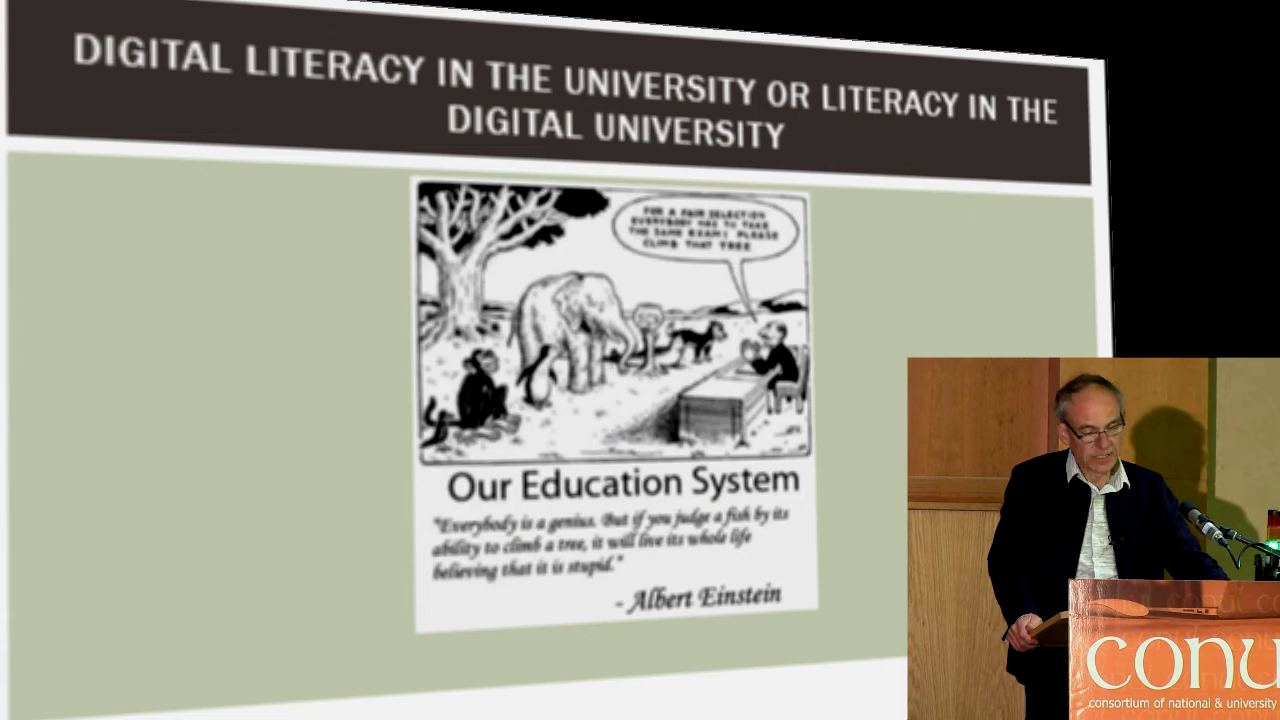 DIGITAL LITERACY IN THE UNIVERSITY OR LITERACY IN THE
DIGITAL UNIVERSITY
FOR A FAIR SELECTION
EVERYBODY HAS TO TAKE
THE SAME EXAM: PLEASE
CLIMB THAT TREE
Our Education System
"Everybody is a genius. But if you judge a fish by its
ability to climb a tree, it will live its whole life
believing that it is stupid."
- Albert Einstein
conu
consortium of national & university